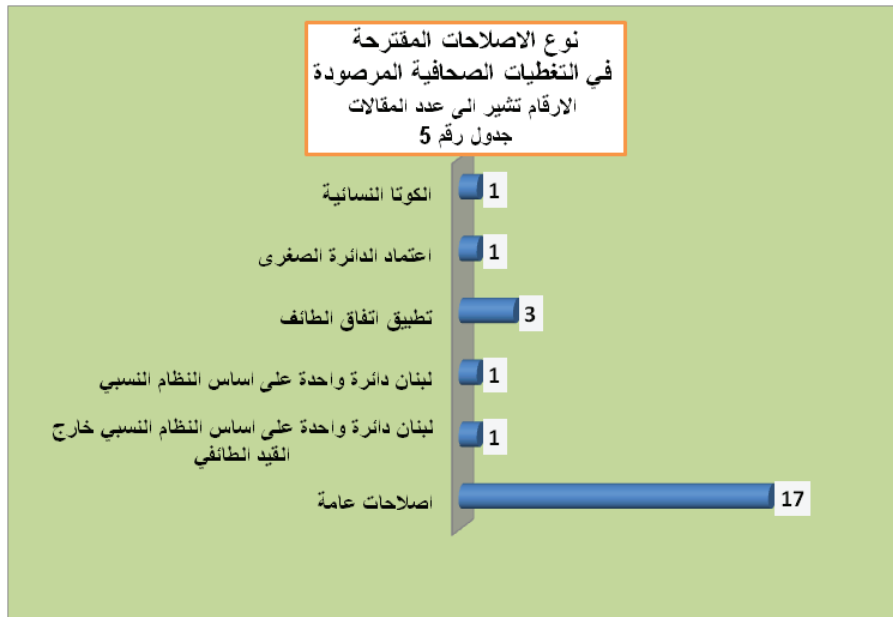 نوع الاصلاحات المقترحة
في التغطيات الصحافية المرصودة
الارقام تشير الى عدد المقالات
جدول رقم 5
الكوتا النسائية
1
اعتماد الدائرة الصغرى
1
تطبيق اتفاق الطائف
3
لبنان دائرة واحدة على اساس النظام النسبي
1
لبنان دائرة واحدة على اساس النظام النسبي خارج
القيد الطائفي
1
اصلاحات عامة
17